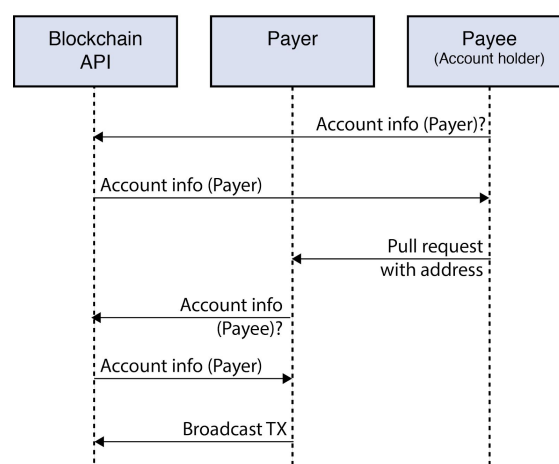 Blockchain
API
Payer
Payee
(Account holder)
Account info (Payer)?
Account info (Payer)
Pull request
with address
Account info
(Payee)?
Account info (Payer)
Broadcast TX